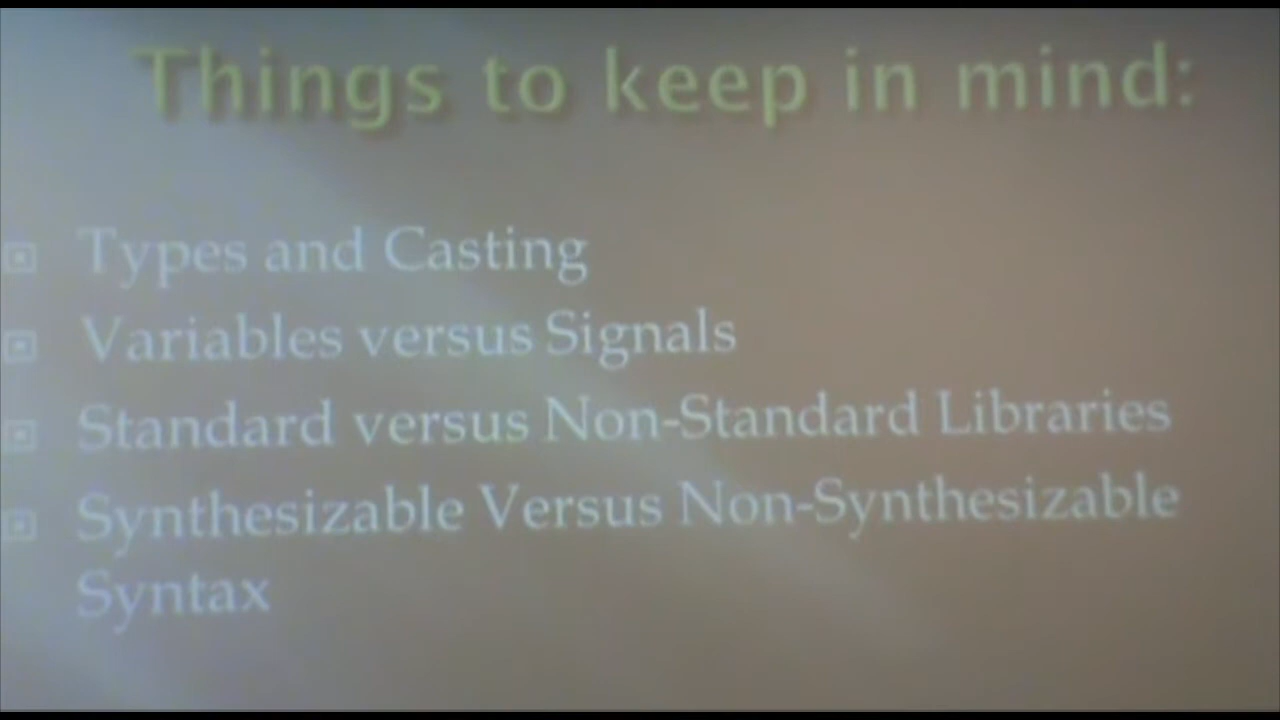 Things to keep in mind:
Types and Casting
Variables versus Signals
Standard versus Non-Standard Libraries
Synthesizable Versus Non-Synthesizable
Syntax